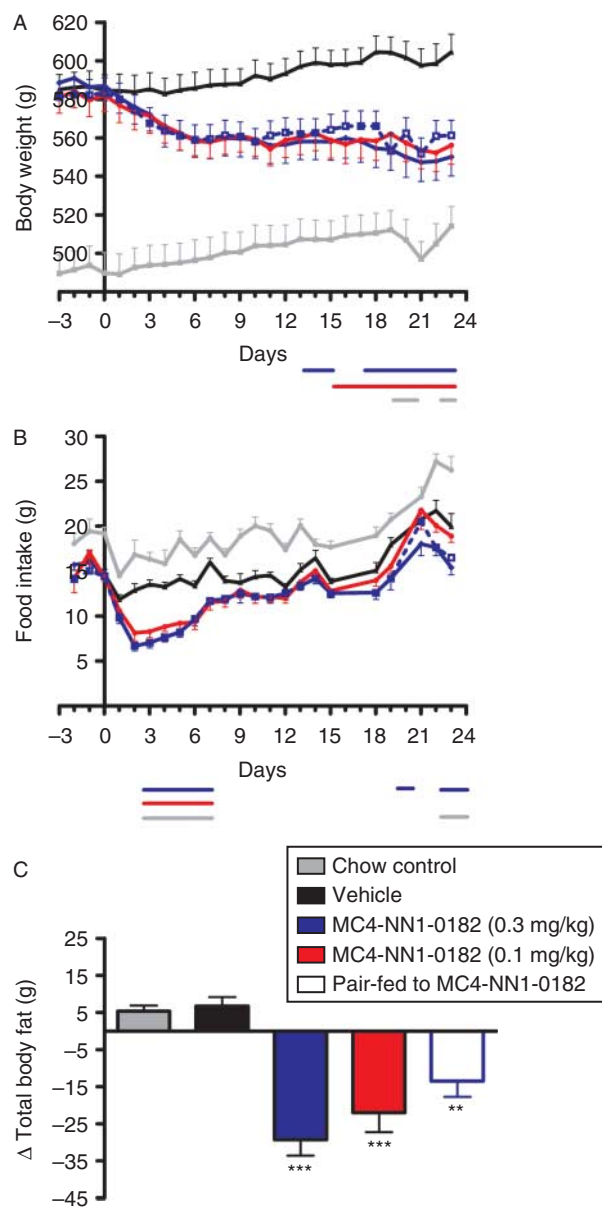 A
Body weight (g)
620
600
580
560
540
520
500
−3 0 3 6 9 12 15 18 21 24
Days
B
Food intake (g)
30
25
20
15
10
5
−3 0 3 6 9 12 15 18 21 24
Days
C
Chow control
Vehicle
MC4-NN1-0182 (0.3 mg/kg)
MC4-NN1-0182 (0.1 mg/kg)
Pair-fed to MC4-NN1-0182
Δ Total body fat (g)
25
15
5
−5
−15
−25
−35
−45
***
***
**